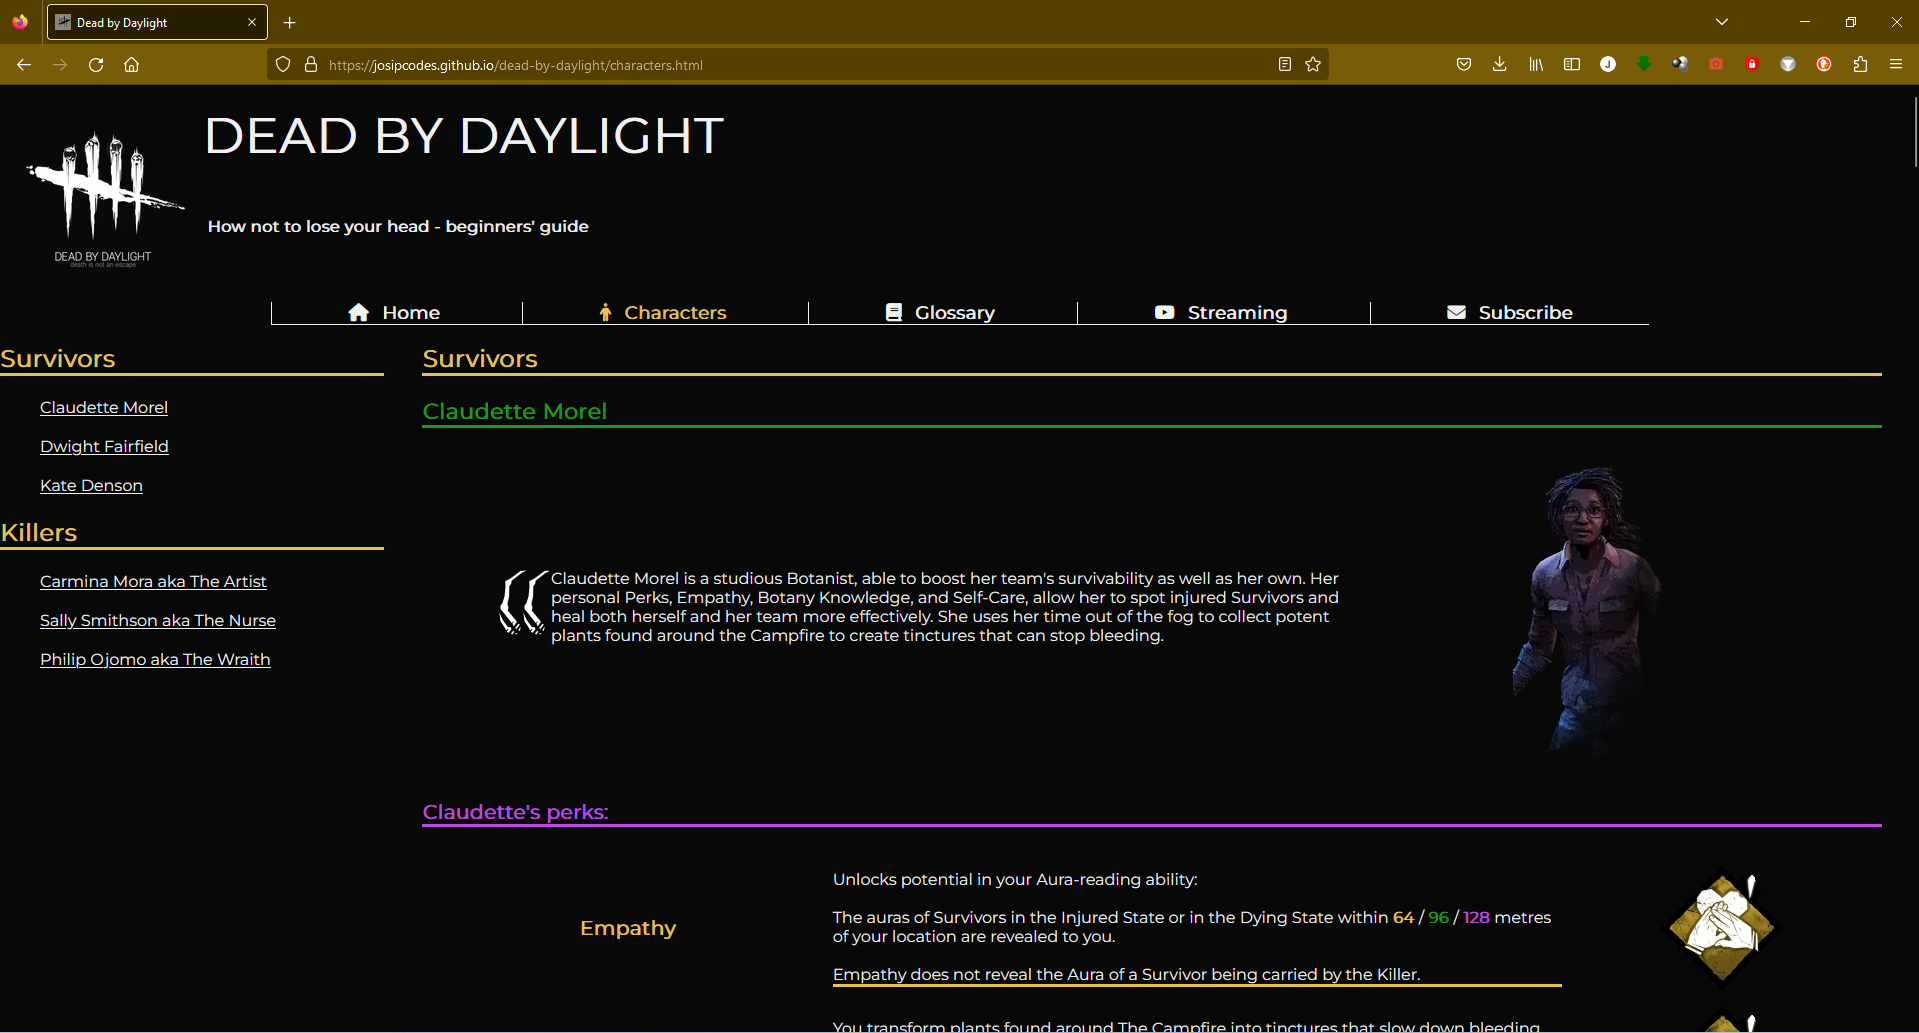 Dead by Daylight
https://josipcodes.github.io/dead-by-daylight/characters.html
J
DEAD BY DAYLIGHT
How not to lose your head - beginners' guide
DEAD BY DAYLIGHT
death is not an escape
Home
Characters
Glossary
Streaming
Subscribe
Survivors
Claudette Morel
Dwight Fairfield
Kate Denson
Killers
Carmina Mora aka The Artist
Sally Smithson aka The Nurse
Philip Ojomo aka The Wraith
Survivors
Claudette Morel
Claudette Morel is a studious Botanist, able to boost her team's survivability as well as her own. Her
personal Perks, Empathy, Botany Knowledge, and Self-Care, allow her to spot injured Survivors and
heal both herself and her team more effectively. She uses her time out of the fog to collect potent
plants found around the Campfire to create tinctures that can stop bleeding.
Claudette's perks:
Empathy
Unlocks potential in your Aura-reading ability:
The auras of Survivors in the Injured State or in the Dying State within 64 / 96 / 128 metres
of your location are revealed to you.
Empathy does not reveal the Aura of a Survivor being carried by the Killer.
You transform plants found around The Campfire into tinctures that slow down bleeding